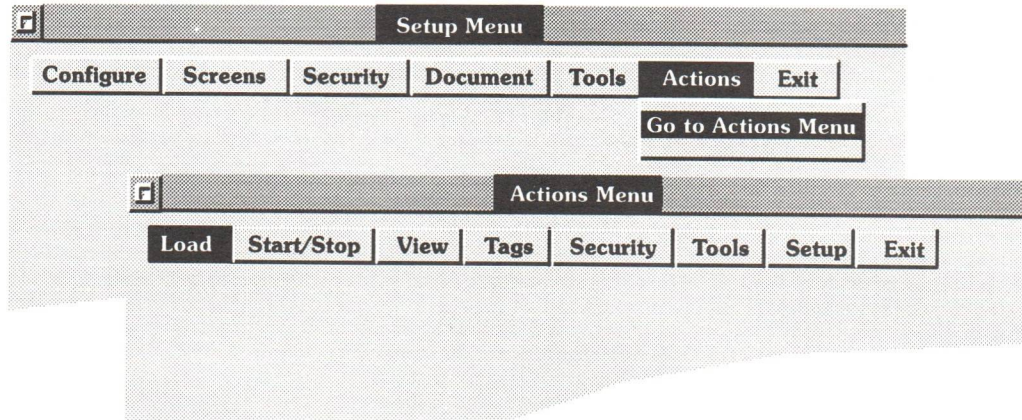 Setup Menu
Configure Screens Security Document Tools Actions Exit
Go to Actions Menu
Actions Menu
Load Start/Stop View Tags Security Tools Setup Exit